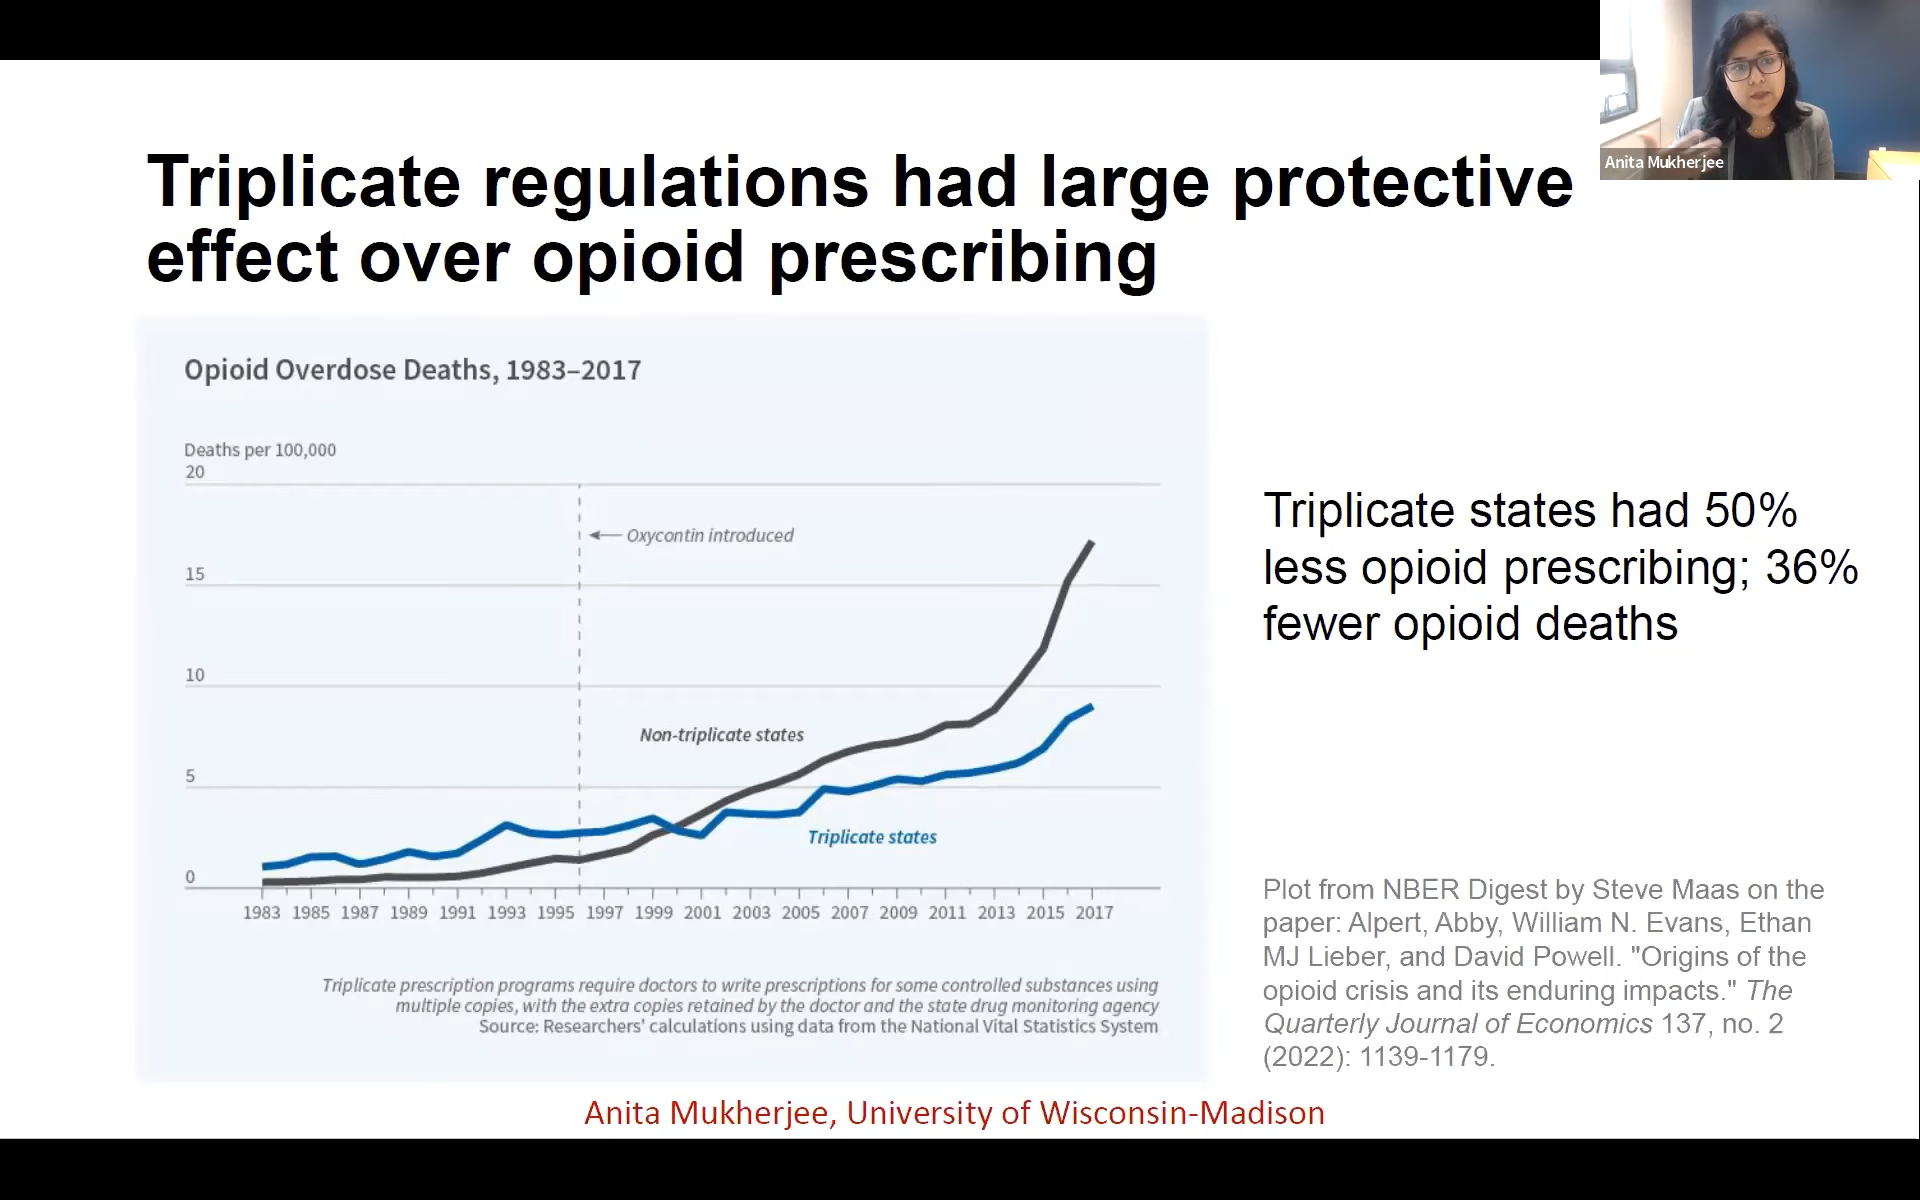 Anita Mukherjee
Triplicate regulations had large protective
effect over opioid prescribing
Opioid Overdose Deaths, 1983–2017
Deaths per 100,000
20
Oxycontin introduced
15
10
Non-triplicate states
5
Triplicate states
0
1983 1985 1987 1989 1991 1993 1995 1997 1999 2001 2003 2005 2007 2009 2011 2013 2015 2017
Triplicate prescription programs require doctors to write prescriptions for some controlled substances using
multiple copies, with the extra copies retained by the doctor and the state drug monitoring agency
Source: Researchers' calculations using data from the National Vital Statistics System
Triplicate states had 50%
less opioid prescribing; 36%
fewer opioid deaths
Plot from NBER Digest by Steve Maas on the
paper: Alpert, Abby, William N. Evans, Ethan
MJ Lieber, and David Powell. "Origins of the
opioid crisis and its enduring impacts." The
Quarterly Journal of Economics 137, no. 2
(2022): 1139-1179.
Anita Mukherjee, University of Wisconsin-Madison